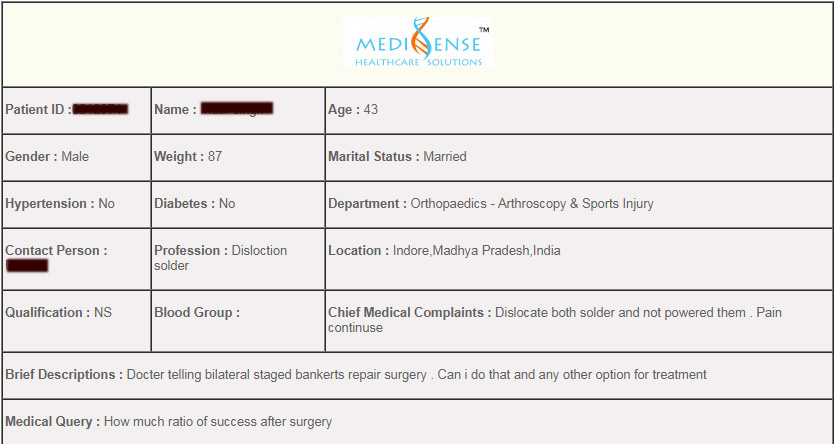 MEDISENSE™
HEALTHCARE SOLUTIONS
Patient ID :
Name :
Age : 43
Gender : Male
Weight : 87
Marital Status : Married
Hypertension : No
Diabetes : No
Department : Orthopaedics - Arthroscopy & Sports Injury
Contact Person :
Profession : Disloction
solder
Location : Indore,Madhya Pradesh,India
Qualification : NS
Blood Group :
Chief Medical Complaints : Dislocate both solder and not powered them . Pain
continuse
Brief Descriptions : Docter telling bilateral staged bankerts repair surgery . Can i do that and any other option for treatment
Medical Query : How much ratio of success after surgery